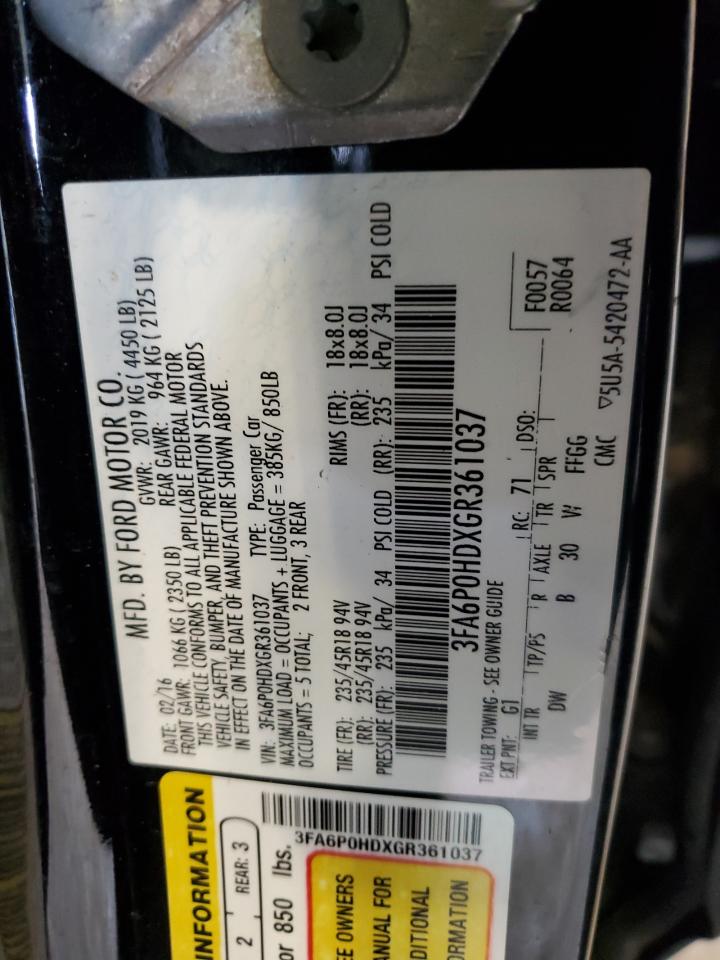 MFD. BY FORD MOTOR CO.
DATE: 02/16 GVWR: 2019 KG ( 4450 LB)
FRONT GAWR: 1066 KG ( 2350 LB) REAR GAWR: 964 KG ( 2125 LB)
THIS VEHICLE CONFORMS TO ALL APPLICABLE FEDERAL MOTOR
VEHICLE SAFETY, BUMPER, AND THEFT PREVENTION STANDARDS
IN EFFECT ON THE DATE OF MANUFACTURE SHOWN ABOVE.
VIN: 3FA6P0HDXGR361037 TYPE: Passenger Car
MAXIMUM LOAD = OCCUPANTS + LUGGAGE = 385KG/ 850LB
OCCUPANTS = 5 TOTAL; 2 FRONT, 3 REAR
TIRE (FR): 235/45R18 94V RIMS (FR): 18x8.0J
(RR): 235/45R18 94V (RR): 18x8.0J
PRESSURE (FR): 235 kPa/ 34 PSI COLD (RR): 235 kPa/ 34 PSI COLD
3FA6P0HDXGR361037
TRAILER TOWING - SEE OWNER GUIDE
EXT PNT: G1 RC: 71 DSO:
F0057
R0064
INT TR TP/PS R AXLE TR SPR
DW B 30 FFGG
CMC ▽5U5A-5420472-AA
INFORMATION
2 REAR: 3
or 850 lbs.
3FA6P0HDXGR361037
EE OWNERS
ANUAL FOR
DITIONAL
ORMATION